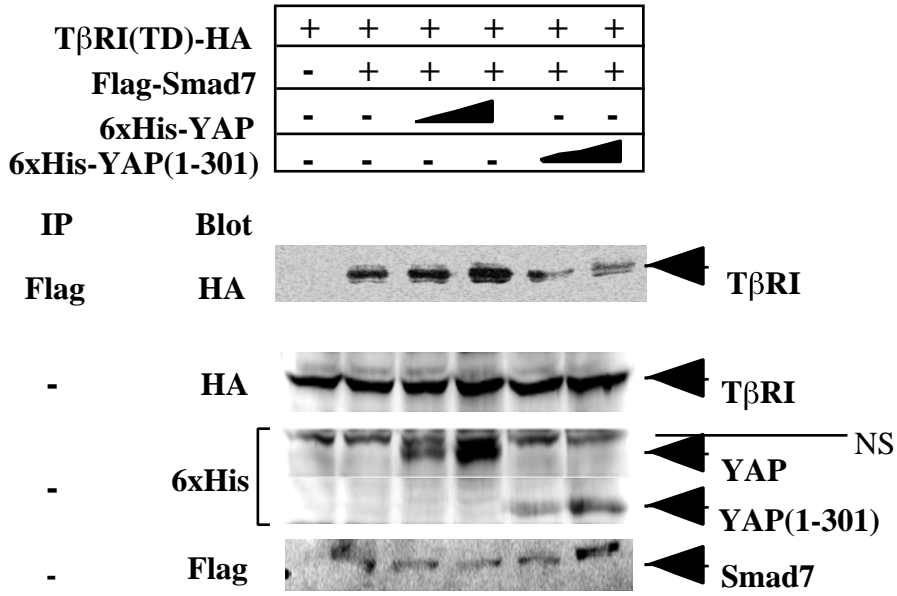 TβRI(TD)-HA + + + + + +
Flag-Smad7 - + + + + +
6xHis-YAP - - - -
6xHis-YAP(1-301) - - - -
IP Blot
Flag HA TβRI
- HA TβRI
NS
6xHis YAP
- YAP(1-301)
- Flag Smad7